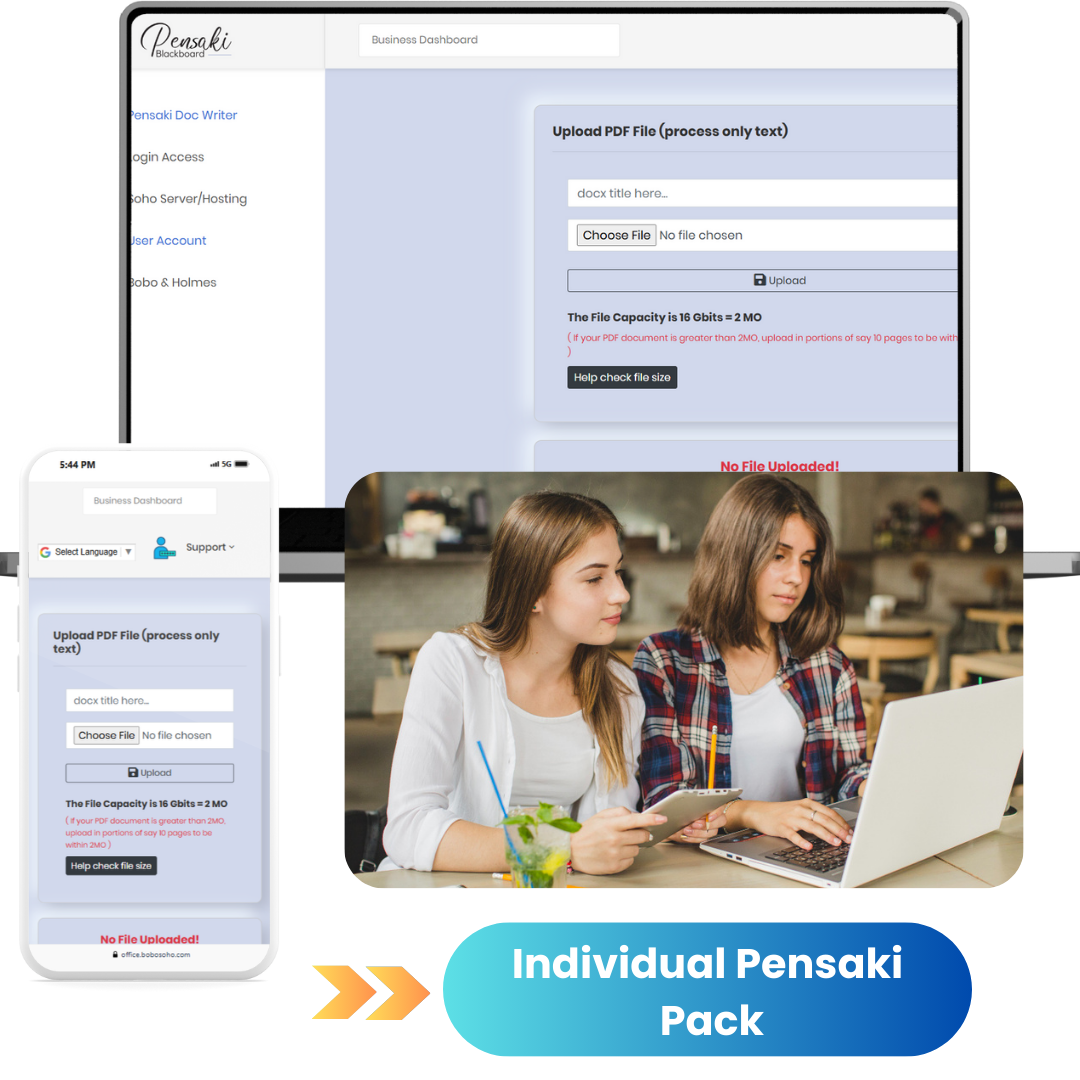 Pensaki
Blackboard
Business Dashboard
Pensaki Doc Writer
ogin Access
Soho Server/Hosting
User Account
Bobo & Holmes
Upload PDF File (process only text)
docx title here...
Choose File No file chosen
Upload
The File Capacity is 16 Gbits = 2 MO
( If your PDF document is greater than 2MO, upload in portions of say 10 pages to be with
)
Help check file size
No File Uploaded!
5:44 PM
5G
Business Dashboard
G Select Language ▼
Support
Upload PDF File (process only
text)
docx title here...
Choose File No file chosen
Upload
The File Capacity is 16 Gbits = 2 MO
( If your PDF document is greater than 2MO,
upload in portions of say 10 pages to be
within 2MO )
Help check file size
No File Uploaded!
office.bobosoho.com
Individual Pensaki
Pack